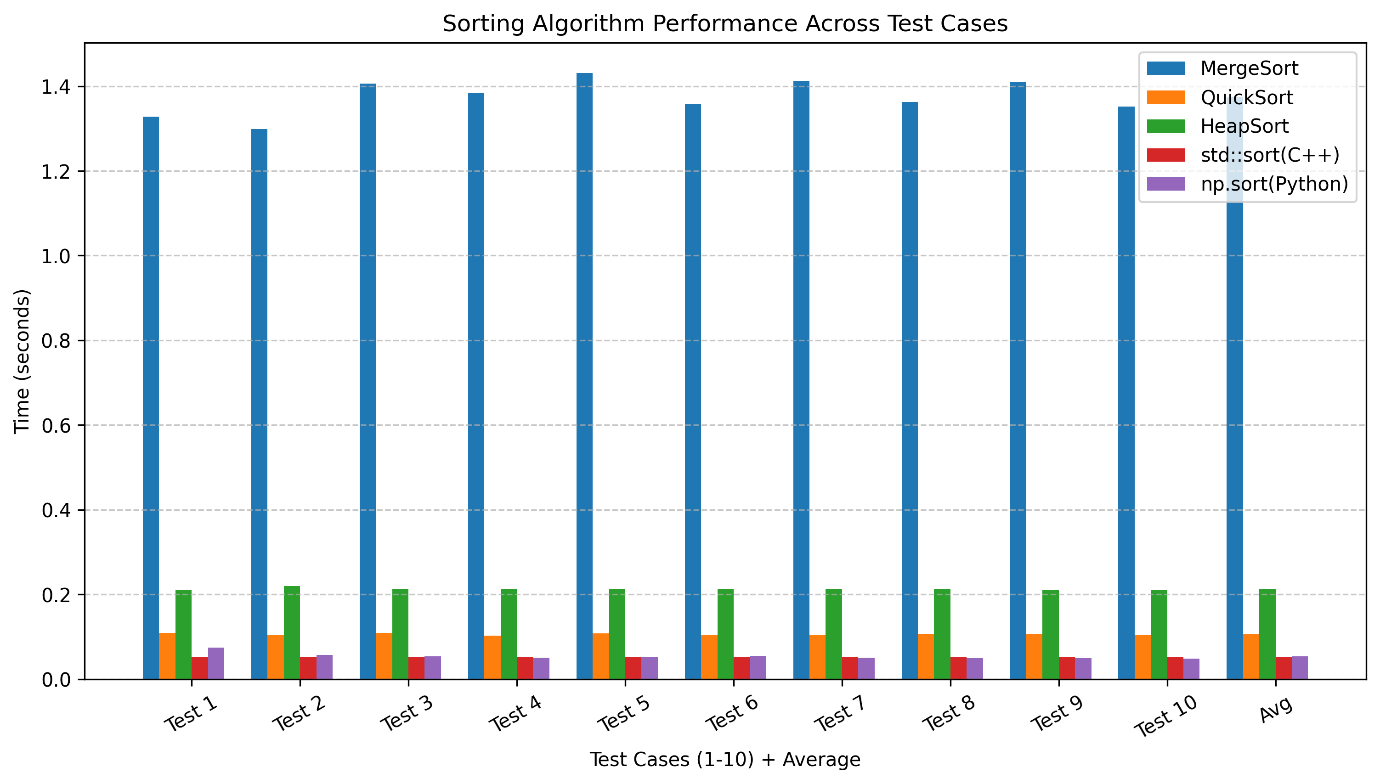 Sorting Algorithm Performance Across Test Cases
MergeSort
QuickSort
HeapSort
std::sort(C++)
np.sort(Python)
Time (seconds)
1.4
1.2
1.0
0.8
0.6
0.4
0.2
0.0
Test 1
Test 2
Test 3
Test 4
Test 5
Test 6
Test 7
Test 8
Test 9
Test 10
Avg
Test Cases (1-10) + Average